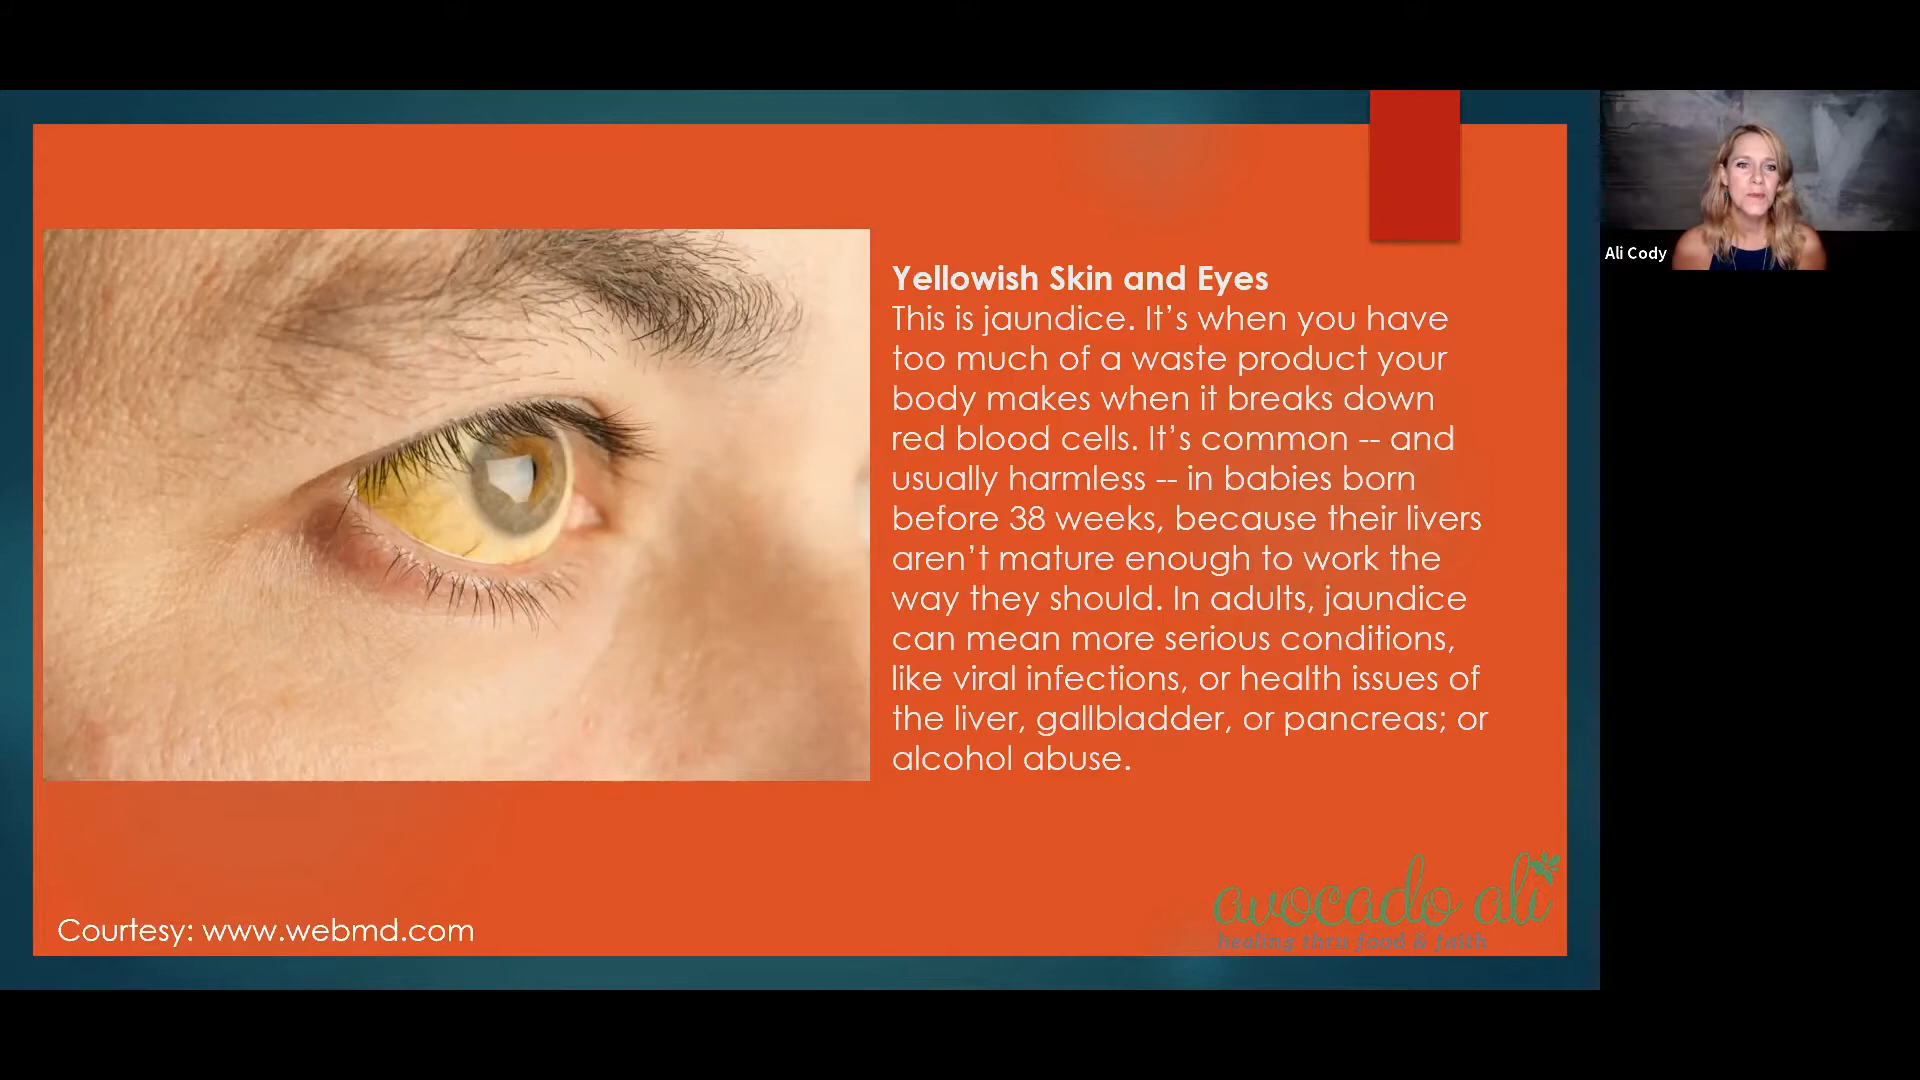 Yellowish Skin and Eyes
This is jaundice. It’s when you have
too much of a waste product your
body makes when it breaks down
red blood cells. It’s common -- and
usually harmless -- in babies born
before 38 weeks, because their livers
aren’t mature enough to work the
way they should. In adults, jaundice
can mean more serious conditions,
like viral infections, or health issues of
the liver, gallbladder, or pancreas; or
alcohol abuse.
Courtesy: www.webmd.com
avocado ali
healing thru food & faith
Ali Cody